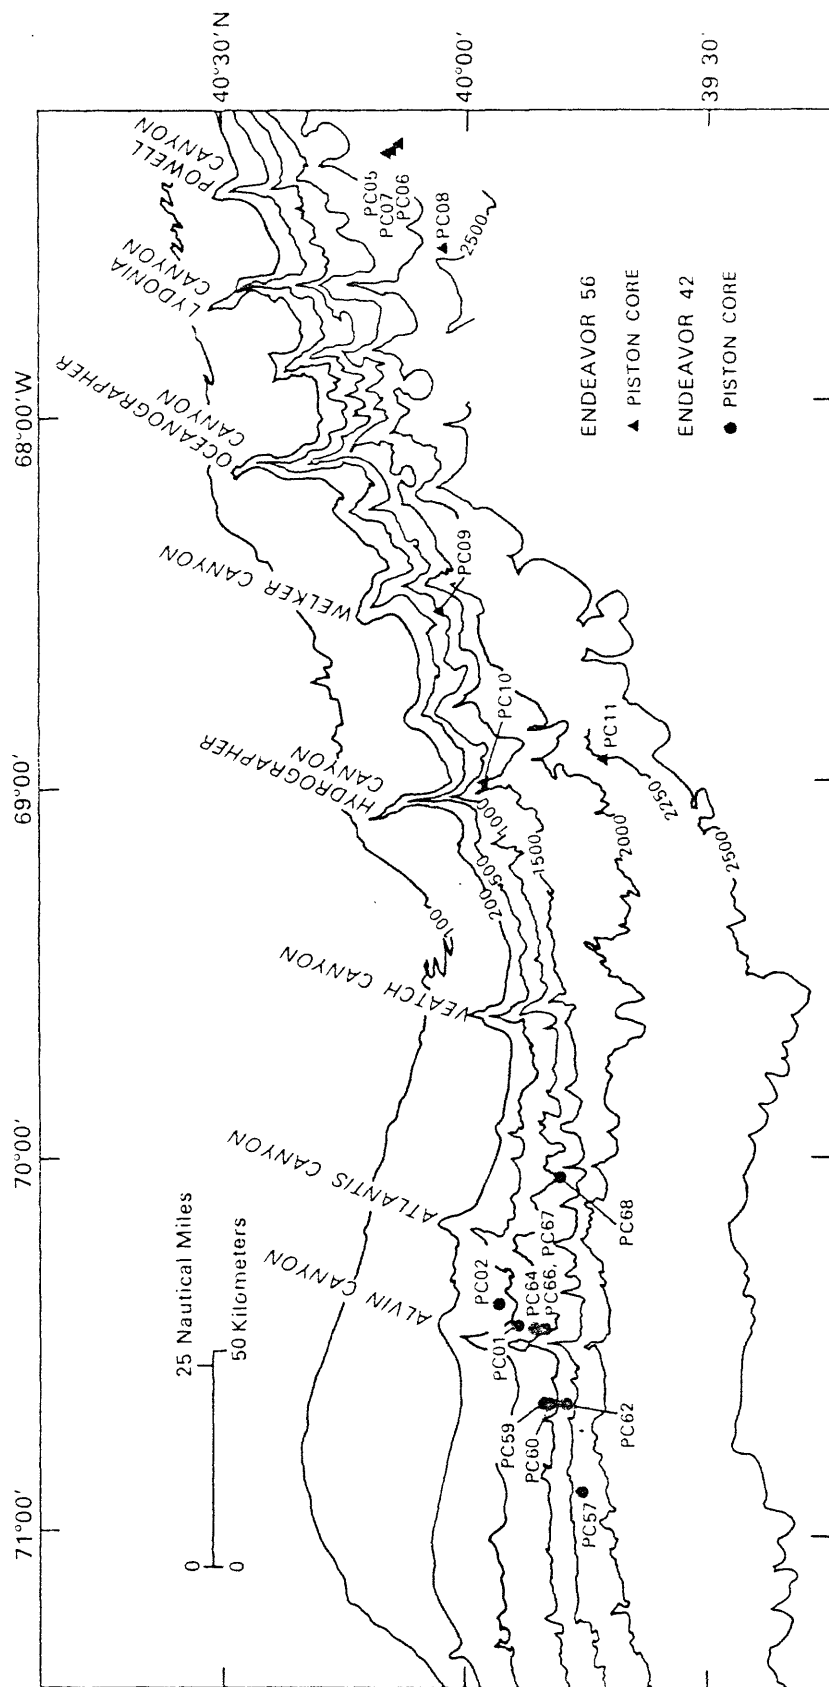 71°00'
70°00'
69°00'
68°00'W
40°30'N
40°00'
39 30'
0 25 Nautical Miles
0 50 Kilometers
ALVIN CANYON
ATLANTIS CANYON
VEATCH CANYON
HYDROGRAPHER
CANYON
WELKER CANYON
OCEANOGRAPHER
CANYON
LYDONIA
CANYON
POWELL
CANYON
100
200
500
1000
1500
2000
2250
2500
2500
PC59
PC60
PC57
PC62
PC01
PC02
PC64
PC66, PC67
PC68
PC10
PC11
PC09
PC05
PC07
PC06
PC08
ENDEAVOR 56
▲ PISTON CORE
ENDEAVOR 42
● PISTON CORE